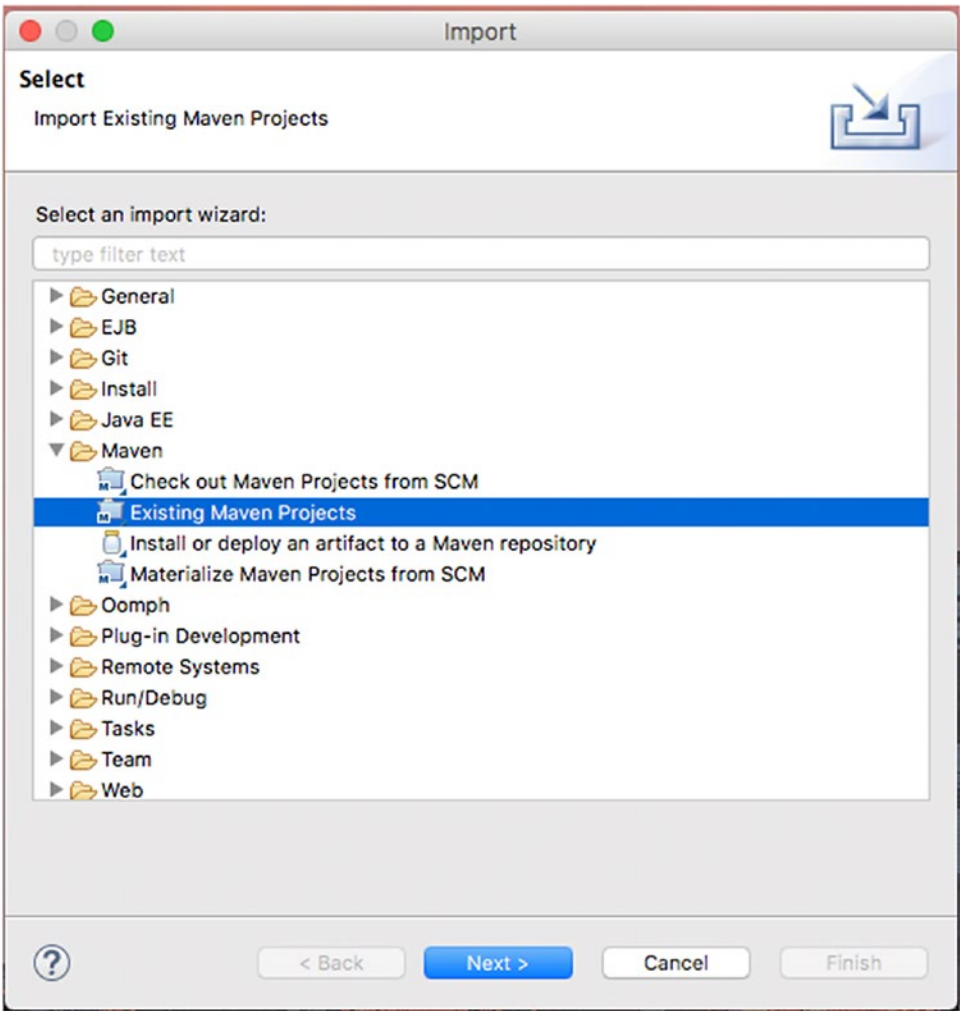 Import
Select
Import Existing Maven Projects
Select an import wizard:
type filter text
General
EJB
Git
Install
Java EE
Maven
Check out Maven Projects from SCM
Existing Maven Projects
Install or deploy an artifact to a Maven repository
Materialize Maven Projects from SCM
Oomph
Plug-in Development
Remote Systems
Run/Debug
Tasks
Team
Web
? < Back Next > Cancel Finish